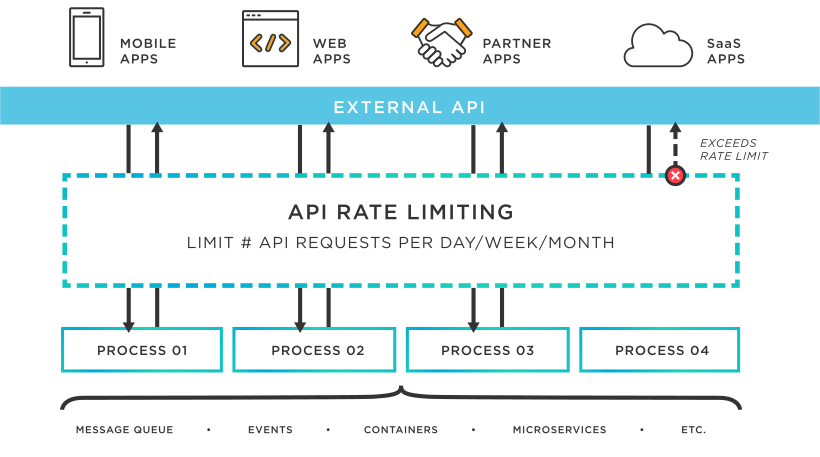 MOBILE
APPS
WEB
APPS
PARTNER
APPS
SaaS
APPS
EXTERNAL API
EXCEEDS
RATE LIMIT
API RATE LIMITING
LIMIT # API REQUESTS PER DAY/WEEK/MONTH
PROCESS 01
PROCESS 02
PROCESS 03
PROCESS 04
MESSAGE QUEUE • EVENTS • CONTAINERS • MICROSERVICES • ETC.